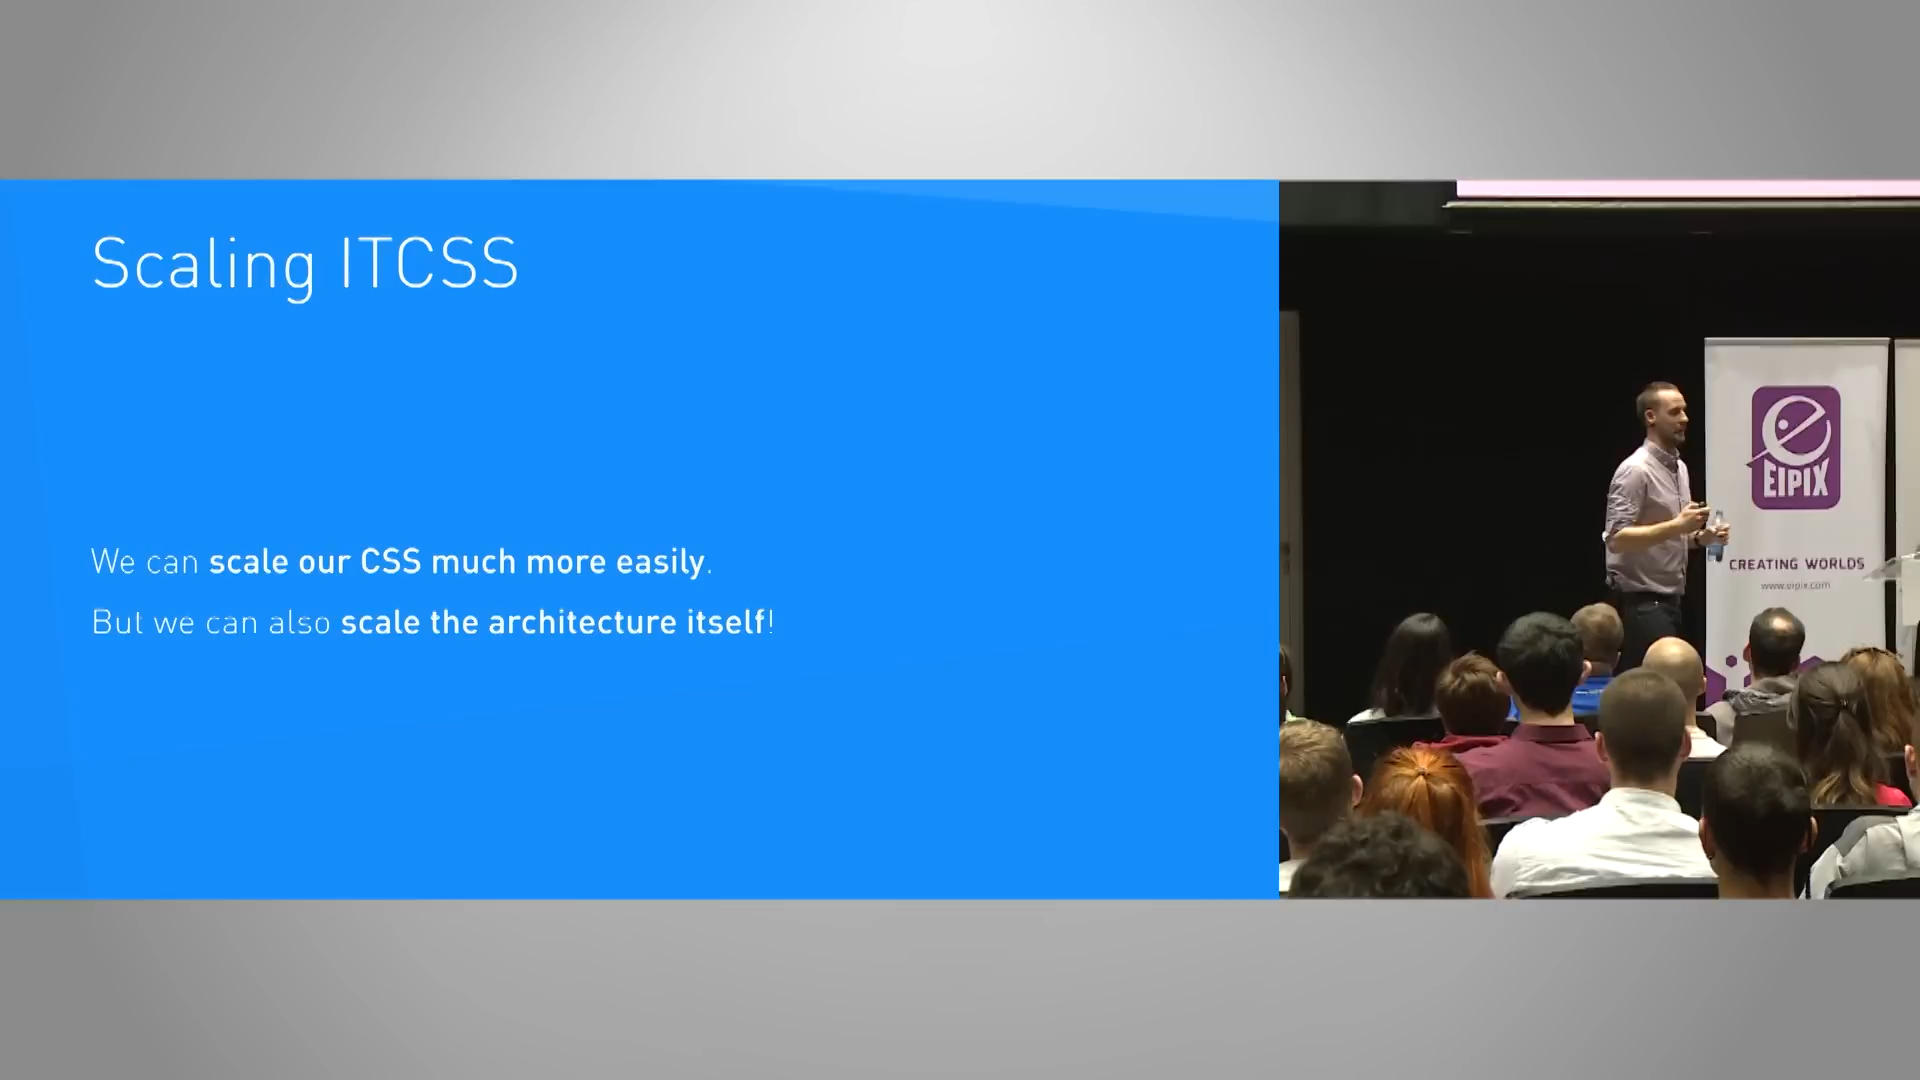 Scaling ITCSS
We can scale our CSS much more easily.
But we can also scale the architecture itself!
e
EIPIX
CREATING WORLDS
www.eipix.com